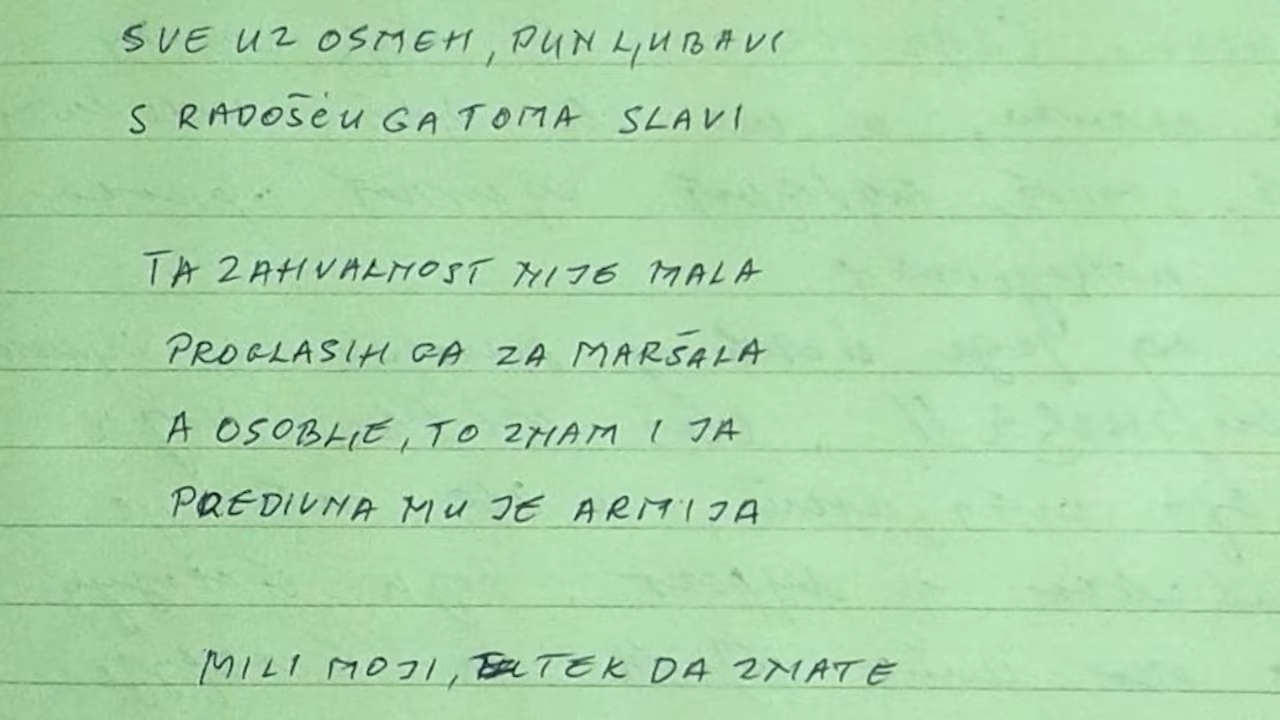 SVE UZ OSMEH, PUN LJUBAVI
S RADOŠĆU GA TOMA SLAVI
TA ZAHVALNOST NIJE MALA
PROGLASIH GA ZA MARŠALA
A OSOBLJE, TO ZNAM I JA
PREDIVNA MU JE ARMIJA
MILI MOJI, TEK DA ZNATE